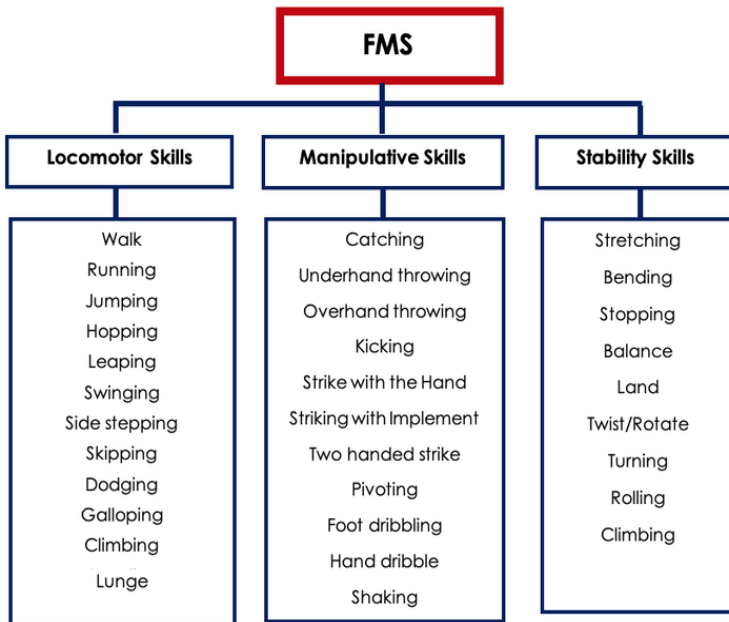 FMS
Locomotor Skills
Walk
Running
Jumping
Hopping
Leaping
Swinging
Side stepping
Skipping
Dodging
Galloping
Climbing
Lunge
Manipulative Skills
Catching
Underhand throwing
Overhand throwing
Kicking
Strike with the Hand
Striking with Implement
Two handed strike
Pivoting
Foot dribbling
Hand dribble
Shaking
Stability Skills
Stretching
Bending
Stopping
Balance
Land
Twist/Rotate
Turning
Rolling
Climbing